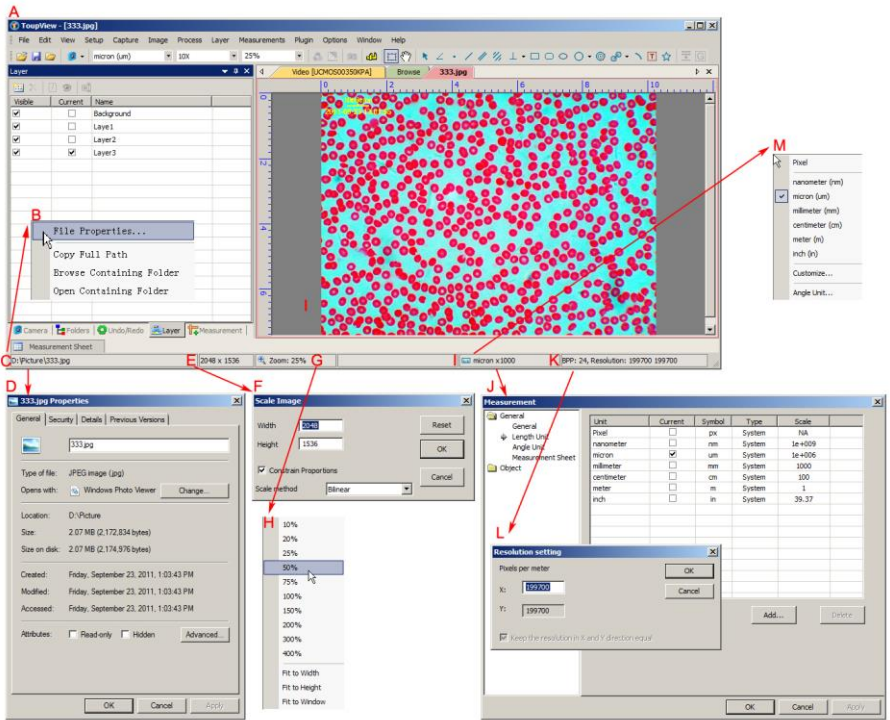 A
ToupView - [333.jpg]
File Edit View Setup Capture Image Process Layer Measurements Plugin Options Window Help
micron (um) 10X 25%
Layer
Video [UCMOS00350KPA] Browse 333.jpg
0 2 4 6 8 10
Visible Current Name
Background
Laye1
Layer2
Layer3
0
2
4
6
B
File Properties...
Copy Full Path
Browse Containing Folder
Open Containing Folder
I
Camera Folders Undo/Redo Layer Measurement
Measurement Sheet
C D:\Picture\333.jpg E 2048 x 1536 Zoom: 25% G I micron x1000 K BPP: 24, Resolution: 199700 199700
M
Pixel
nanometer (nm)
micron (um)
millimeter (mm)
centimeter (cm)
meter (m)
inch (in)
Customize...
Angle Unit...
D
333.jpg Properties
General Security Details Previous Versions
333.jpg
Type of file: JPEG image (jpg)
Opens with: Windows Photo Viewer Change...
Location: D:\Picture
Size: 2.07 MB (2,172,834 bytes)
Size on disk: 2.07 MB (2,174,976 bytes)
Created: Friday, September 23, 2011, 1:03:43 PM
Modified: Friday, September 23, 2011, 1:03:43 PM
Accessed: Friday, September 23, 2011, 1:03:43 PM
Attributes: Read-only Hidden Advanced...
OK Cancel Apply
F
Scale Image
Width 2048 Reset
Height 1536 OK
Constrain Proportions Cancel
Scale method Bilinear
H
10%
20%
25%
50%
75%
100%
150%
200%
300%
400%
Fit to Width
Fit to Height
Fit to Window
J
Measurement
General
General
Length Unit
Angle Unit
Measurement Sheet
Object
Unit Current Symbol Type Scale
Pixel px System NA
nanometer nm System 1e+009
micron um System 1e+006
millimeter mm System 1000
centimeter cm System 100
meter m System 1
inch in System 39.37
Add... Delete
OK Cancel Apply
L
Resolution setting
Pixels per meter OK
X: 199700 Cancel
Y: 199700
Keep the resolution in X and Y direction equal